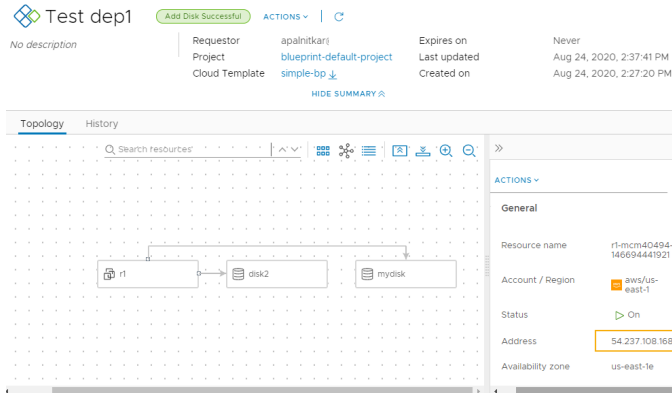 Test dep1
Add Disk Successful
ACTIONS
No description
Requestor apalnitkar
Expires on Never
Project blueprint-default-project
Last updated Aug 24, 2020, 2:37:41 PM
Cloud Template simple-bp
Created on Aug 24, 2020, 2:27:20 PM
HIDE SUMMARY
Topology History
Search resources
ACTIONS
General
Resource name r1-mcm40494-
146694441921
r1
disk2
mydisk
Account / Region aws/us-
east-1
Status On
Address 54.237.108.168
Availability zone us-east-1e